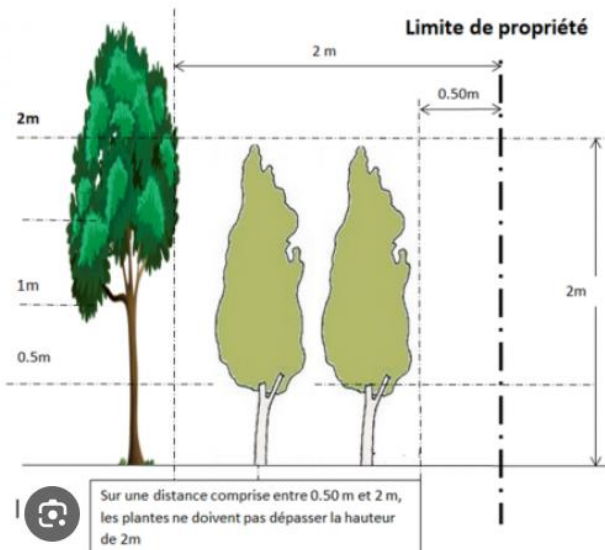 Limite de propriété
2 m
0.50m
2m
1m
2m
0.5m
Sur une distance comprise entre 0.50 m et 2 m,
les plantes ne doivent pas dépasser la hauteur
de 2m